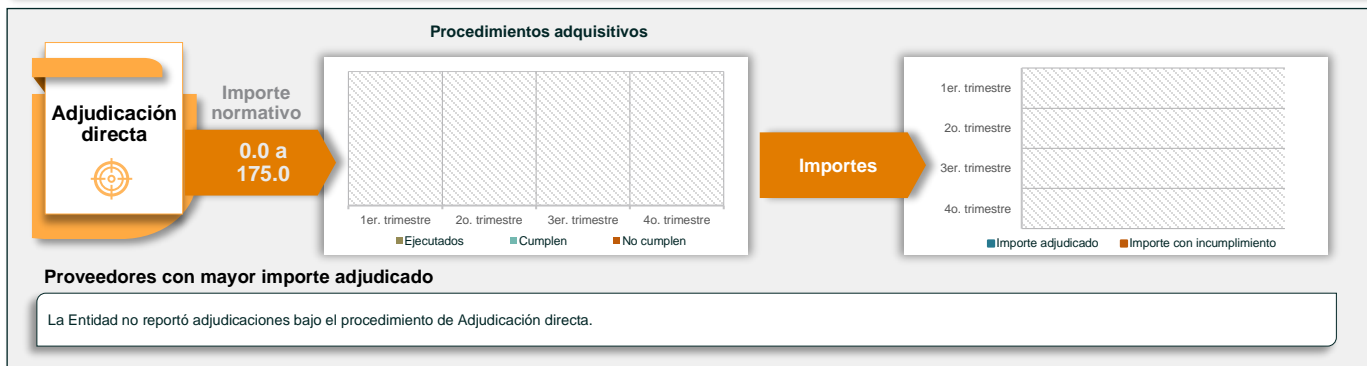 Procedimientos adquisitivos
Adjudicación
directa
Importe
normativo
0.0 a
175.0
1er. trimestre
2o. trimestre
3er. trimestre
4o. trimestre
Ejecutados
Cumplen
No cumplen
Importes
1er. trimestre
2o. trimestre
3er. trimestre
4o. trimestre
Importe adjudicado
Importe con incumplimiento
Proveedores con mayor importe adjudicado
La Entidad no reportó adjudicaciones bajo el procedimiento de Adjudicación directa.